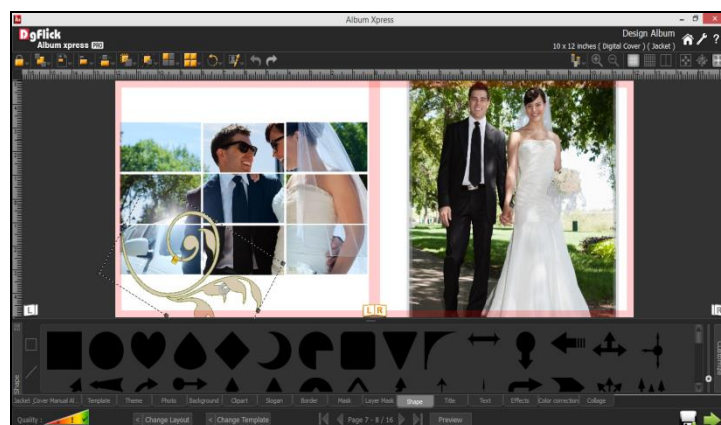 Album Xpress
DgFlick
Album xpress PRO
Design Album
10 x 12 inches ( Digital Cover ) ( Jacket )
L
L R
R
Shape
Customize
Jacket Cover Manual Al Template Theme Photo Background Clipart Slogan Border Mask Layer Mask Shape Title Text Effects Color correction Collage
Quality : < Change Layout < Change Template Page 7 - 8 / 16 Preview